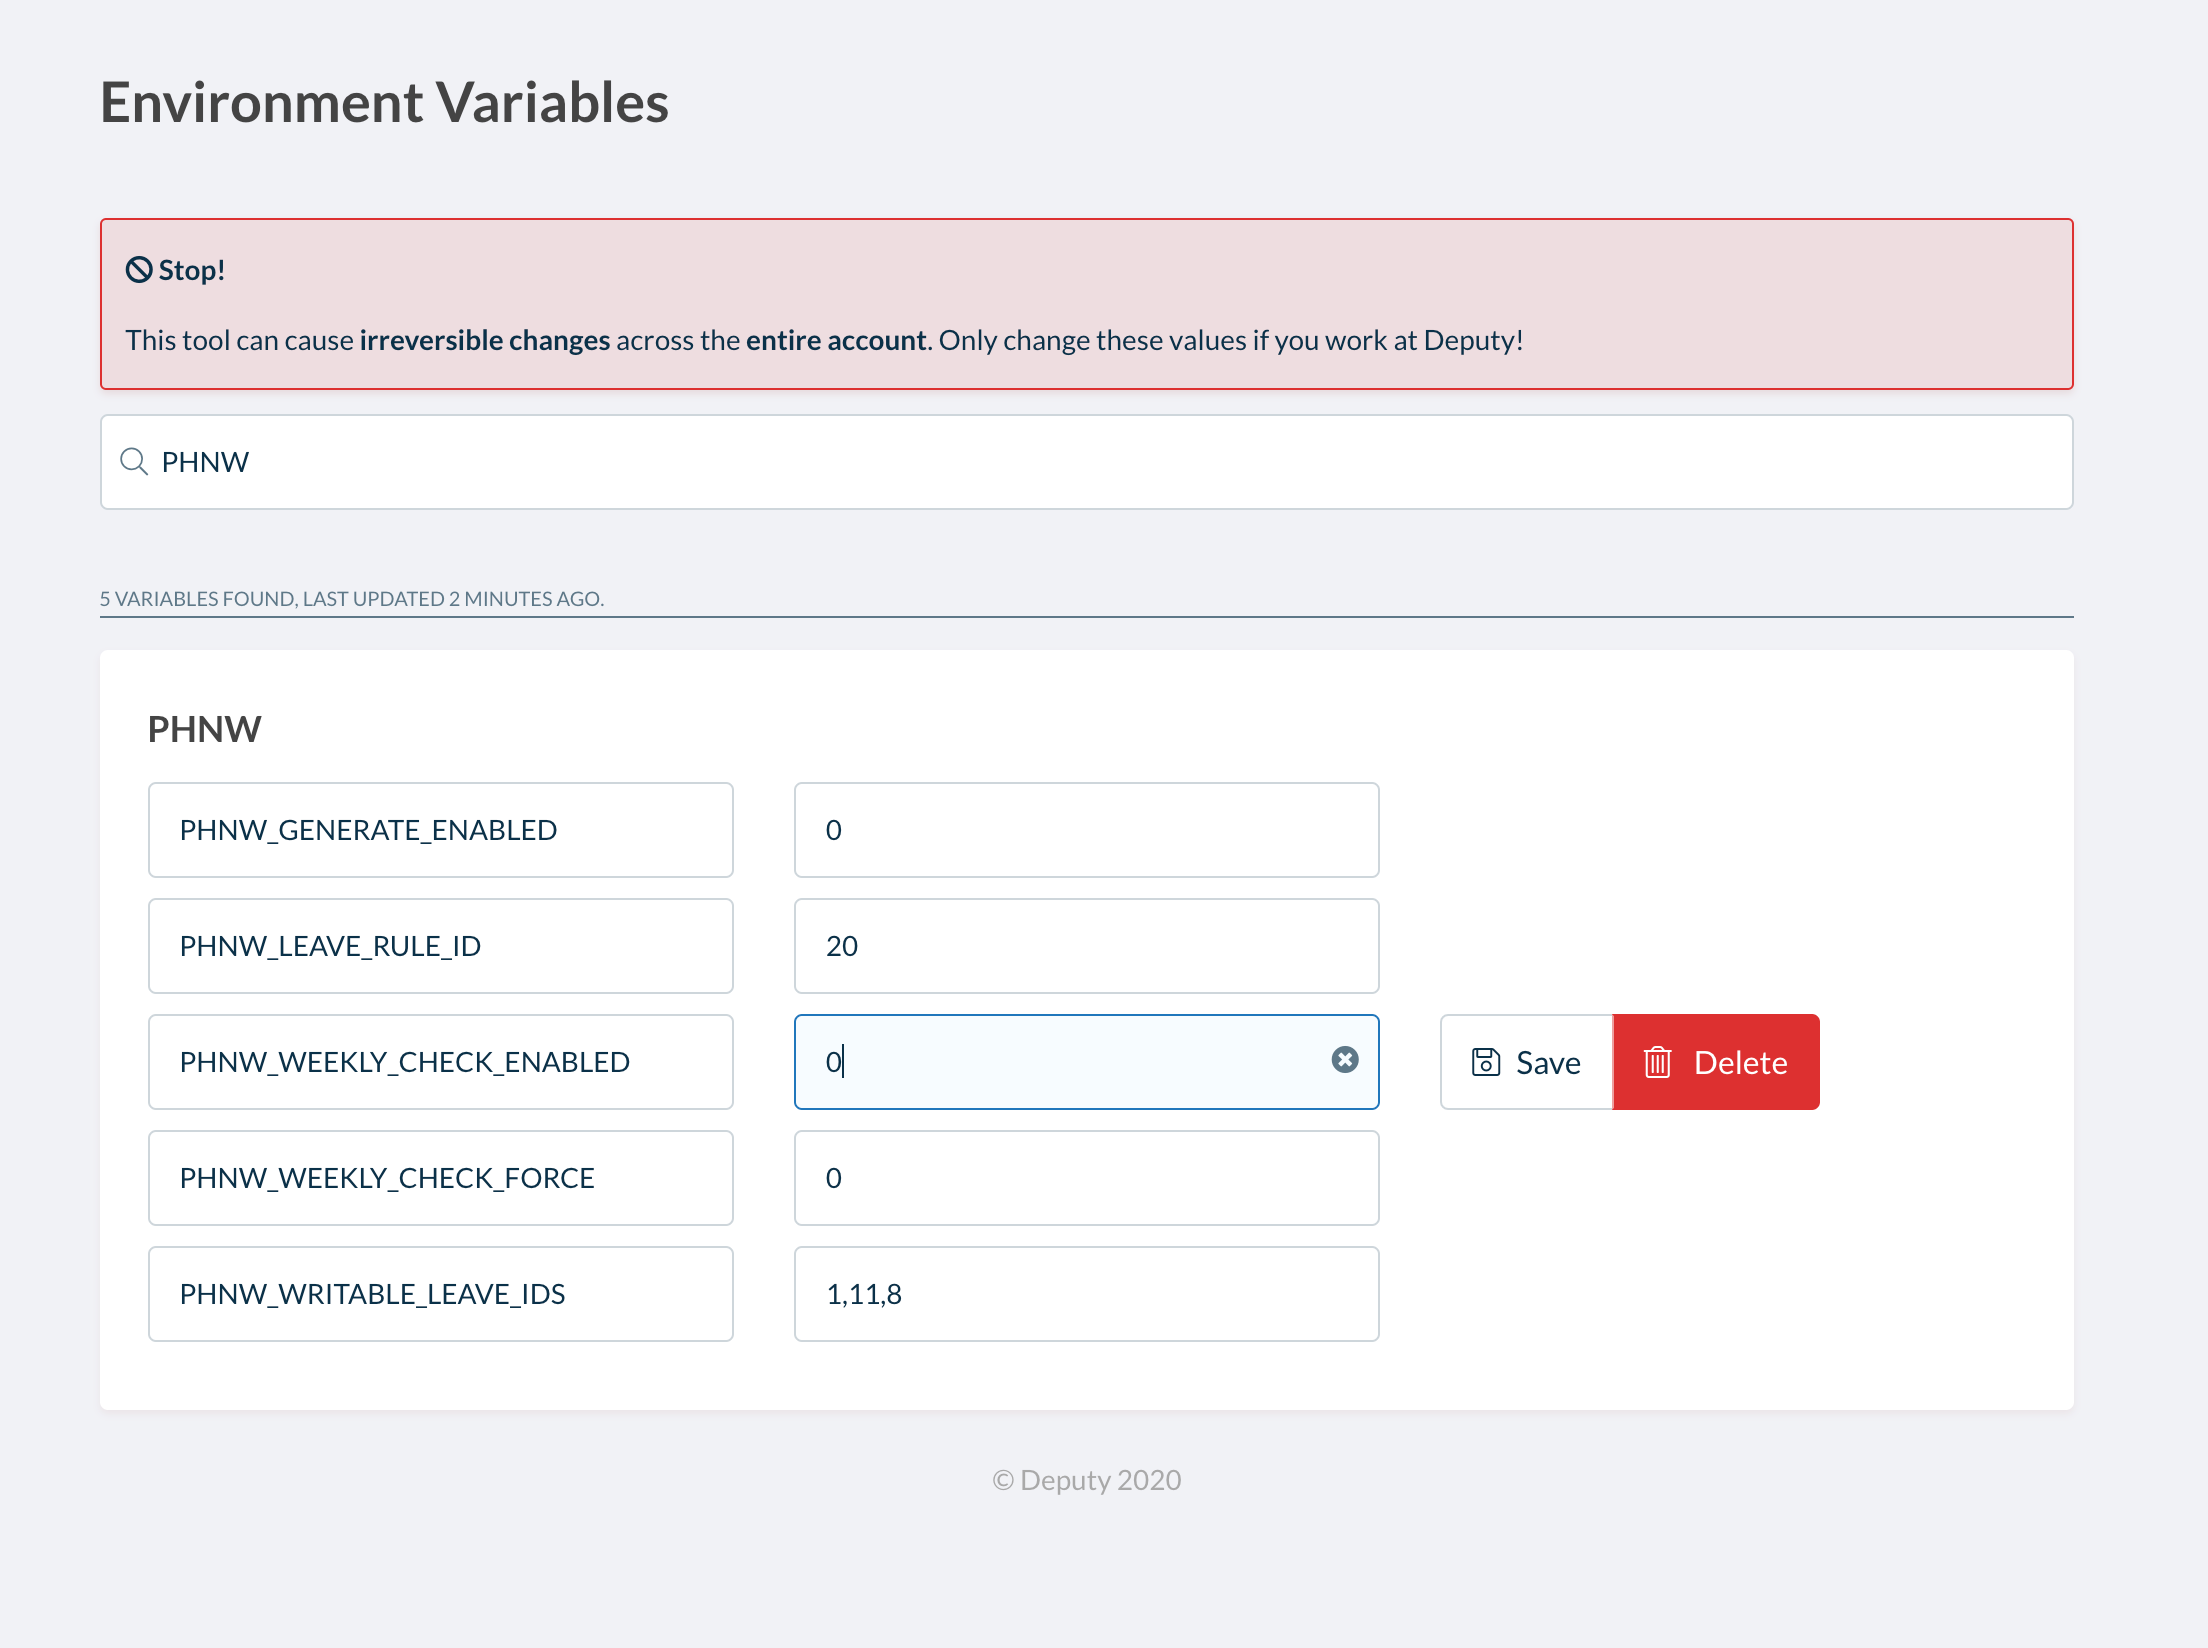 Environment Variables
Stop!
This tool can cause irreversible changes across the entire account. Only change these values if you work at Deputy!
PHNW
5 VARIABLES FOUND, LAST UPDATED 2 MINUTES AGO.
PHNW
PHNW_GENERATE_ENABLED 0
PHNW_LEAVE_RULE_ID 20
PHNW_WEEKLY_CHECK_ENABLED 0 Save Delete
PHNW_WEEKLY_CHECK_FORCE 0
PHNW_WRITABLE_LEAVE_IDS 1,11,8
© Deputy 2020